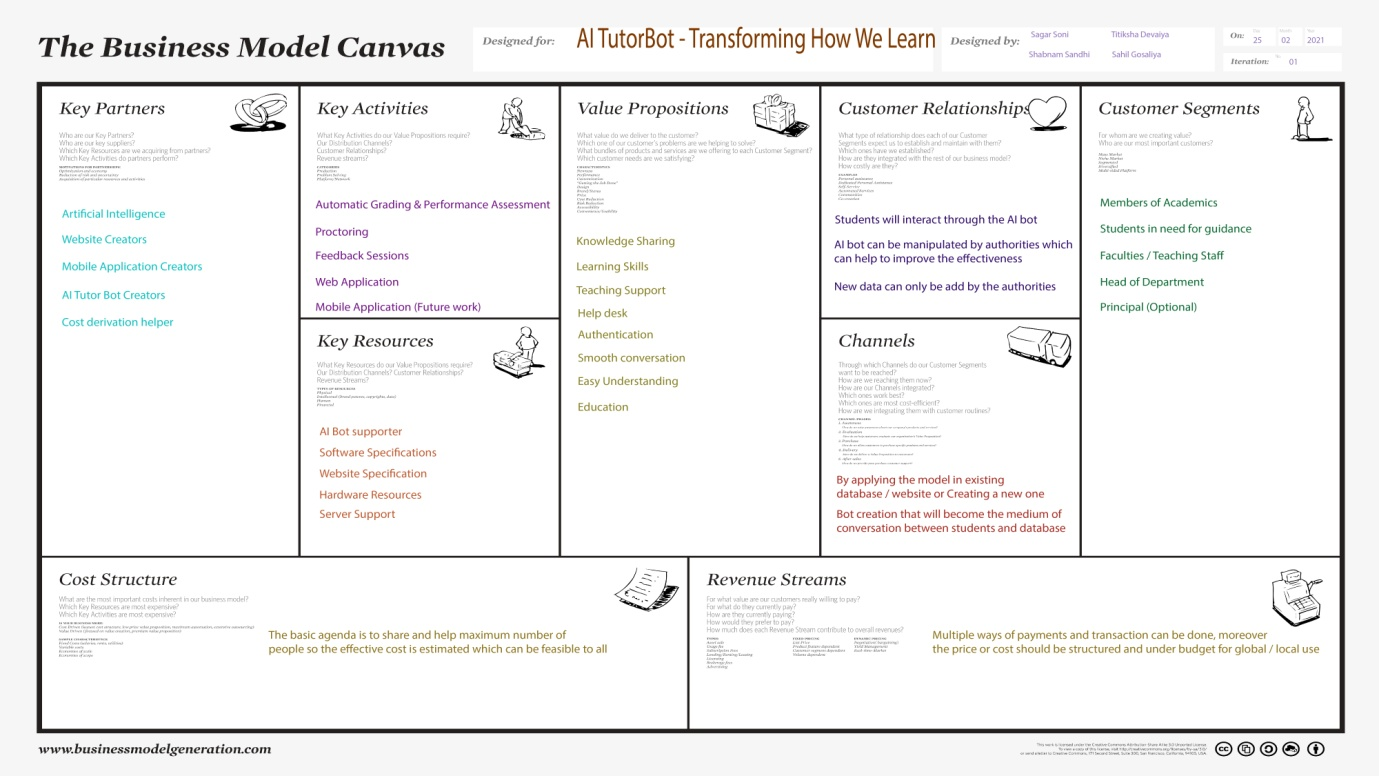 The Business Model Canvas
Designed for:
AI TutorBot - Transforming How We Learn
Designed by:
Sagar Soni
Titiksha Devaiya
Shabnam Sandhi
Sahil Gosaliya
On:
25
02
2021
Iteration:
01
Key Partners
Who are our Key Partners?
Who are our key suppliers?
Which Key Resources are we acquiring from partners?
Which Key Activities do partners perform?
Artificial Intelligence
Website Creators
Mobile Application Creators
AI Tutor Bot Creators
Cost derivation helper
Key Activities
What Key Activities do our Value Propositions require?
Our Distribution Channels?
Customer Relationships?
Revenue streams?
Automatic Grading & Performance Assessment
Proctoring
Feedback Sessions
Web Application
Mobile Application (Future work)
Key Resources
What Key Resources do our Value Propositions require?
Our Distribution Channels? Customer Relationships?
Revenue Streams?
AI Bot supporter
Software Specifications
Website Specification
Hardware Resources
Server Support
Value Propositions
What value do we deliver to the customer?
Which one of our customer's problems are we helping to solve?
What bundles of products and services are we offering to each Customer Segment?
Which customer needs are we satisfying?
Knowledge Sharing
Learning Skills
Teaching Support
Help desk
Authentication
Smooth conversation
Easy Understanding
Education
Customer Relationships
What type of relationship does each of our Customer
Segments expect us to establish and maintain with them?
Which ones have we established?
How are they integrated with the rest of our business model?
How costly are they?
Students will interact through the AI bot
AI bot can be manipulated by authorities which
can help to improve the effectiveness
New data can only be add by the authorities
Channels
Through which Channels do our Customer Segments
want to be reached?
How are we reaching them now?
How are our Channels integrated?
Which ones work best?
Which ones are most cost-efficient?
How are we integrating them with customer routines?
By applying the model in existing
database / website or Creating a new one
Bot creation that will become the medium of
conversation between students and database
Customer Segments
For whom are we creating value?
Who are our most important customers?
Members of Academics
Students in need for guidance
Faculties / Teaching Staff
Head of Department
Principal (Optional)
Cost Structure
What are the most important costs inherent in our business model?
Which Key Resources are most expensive?
Which Key Activities are most expensive?
The basic agenda is to share and help maximum number of
people so the effective cost is estimated which can be feasible to all
Revenue Streams
For what value are our customers really willing to pay?
For what do they currently pay?
How are they currently paying?
How would they prefer to pay?
How much does each Revenue Stream contribute to overall revenues?
Multiple ways of payments and transaction can be done, moreover
the price or cost should be structured and under budget for global / local use
www.businessmodelgeneration.com